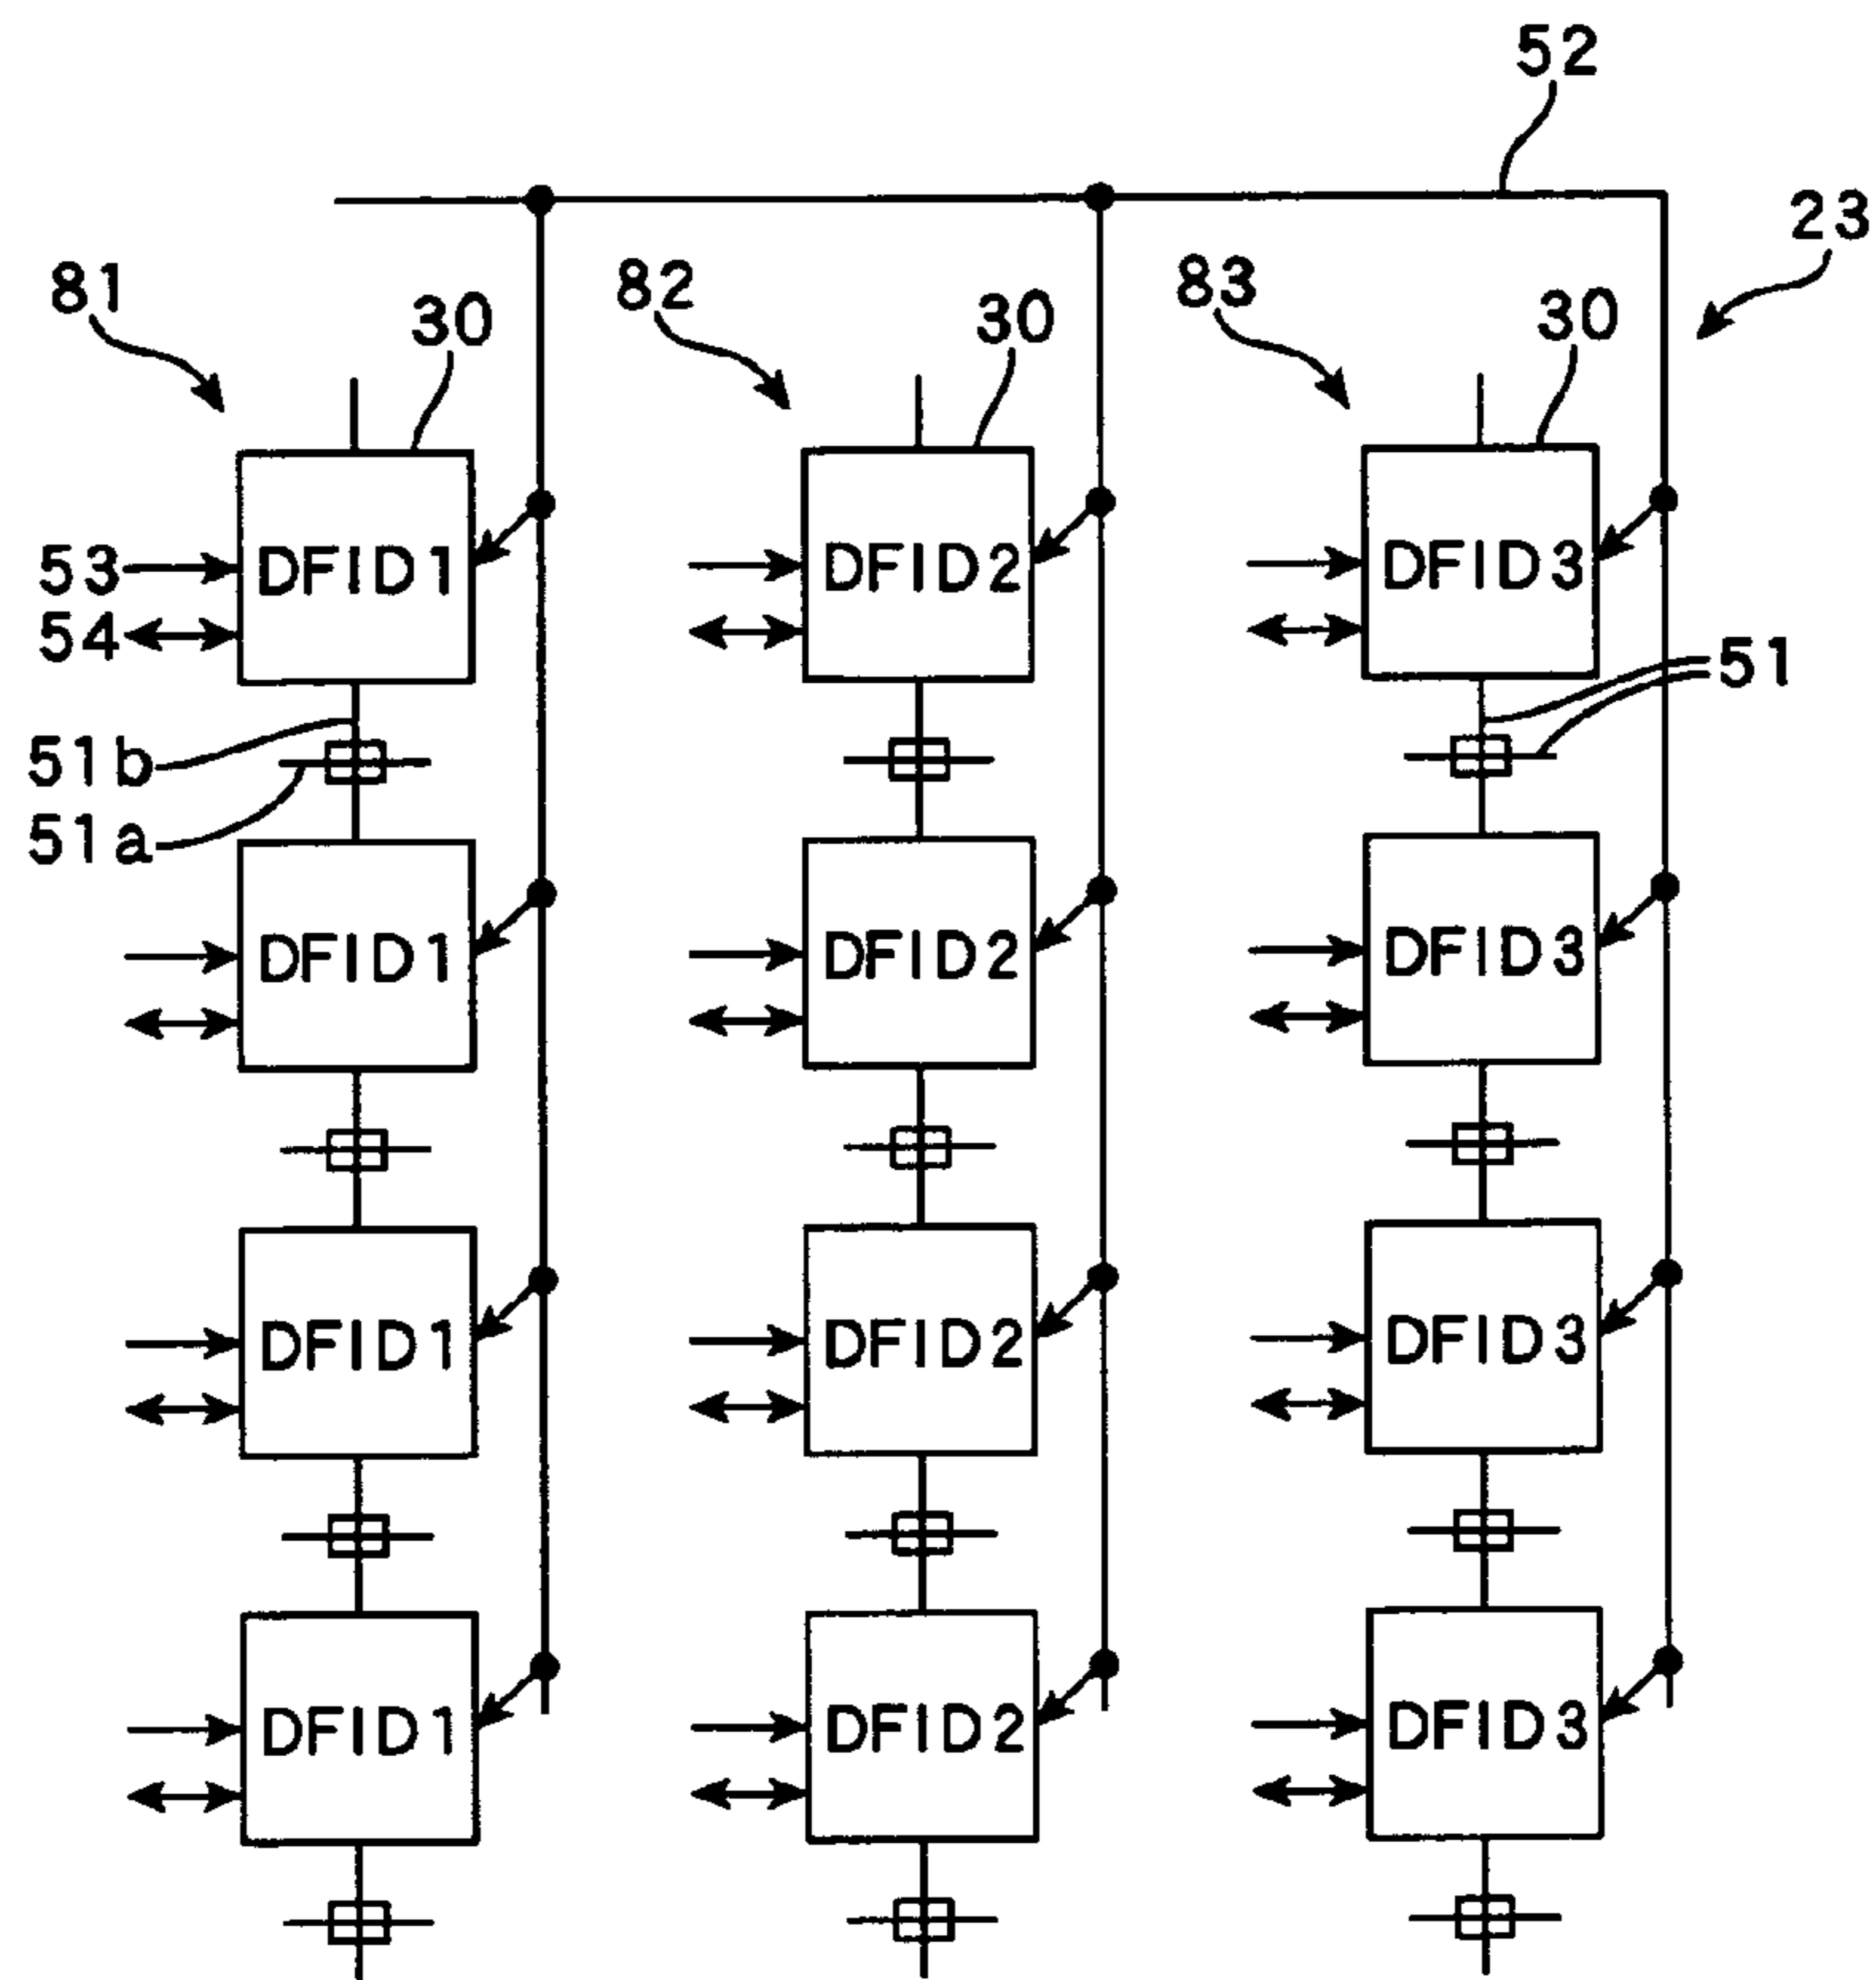 52
23
81 30 82 30 83 30
DFID1 DFID2 DFID3
53
54
51
51b
51a
DFID1 DFID2 DFID3
DFID1 DFID2 DFID3
DFID1 DFID2 DFID3